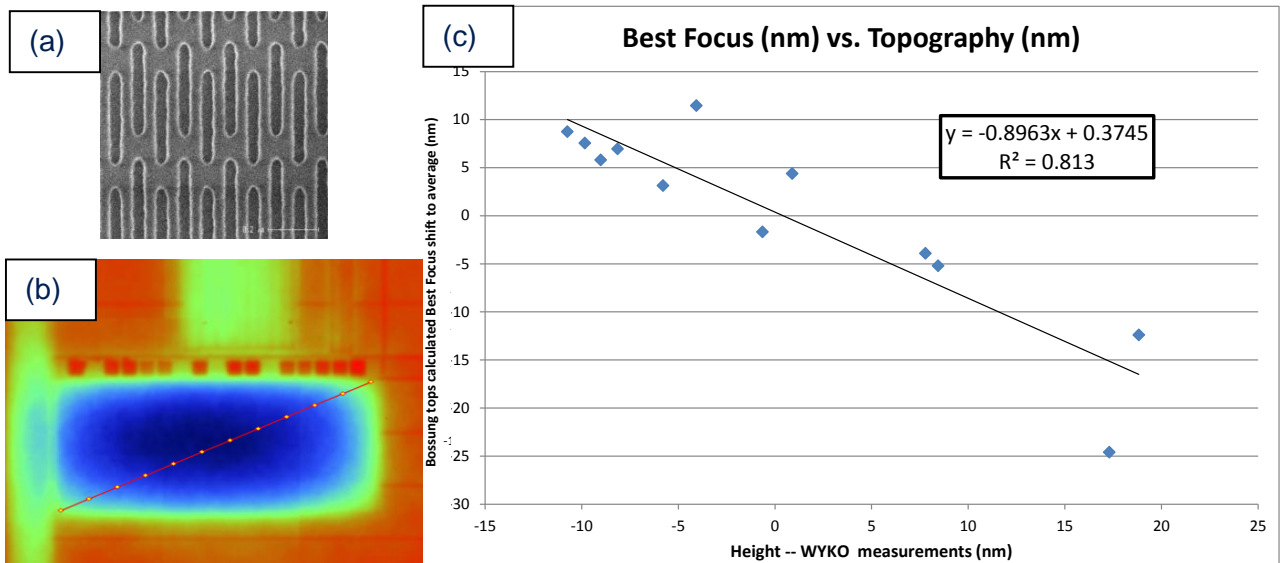 (a)
(b)
(c)
Best Focus (nm) vs. Topography (nm)
Bossung tops calculated Best Focus shift to average (nm)
15
10
5
0
-5
-10
-15
-20
-25
-30
y = -0.8963x + 0.3745
R² = 0.813
-15
-10
-5
0
5
10
15
20
25
Height -- WYKO measurements (nm)